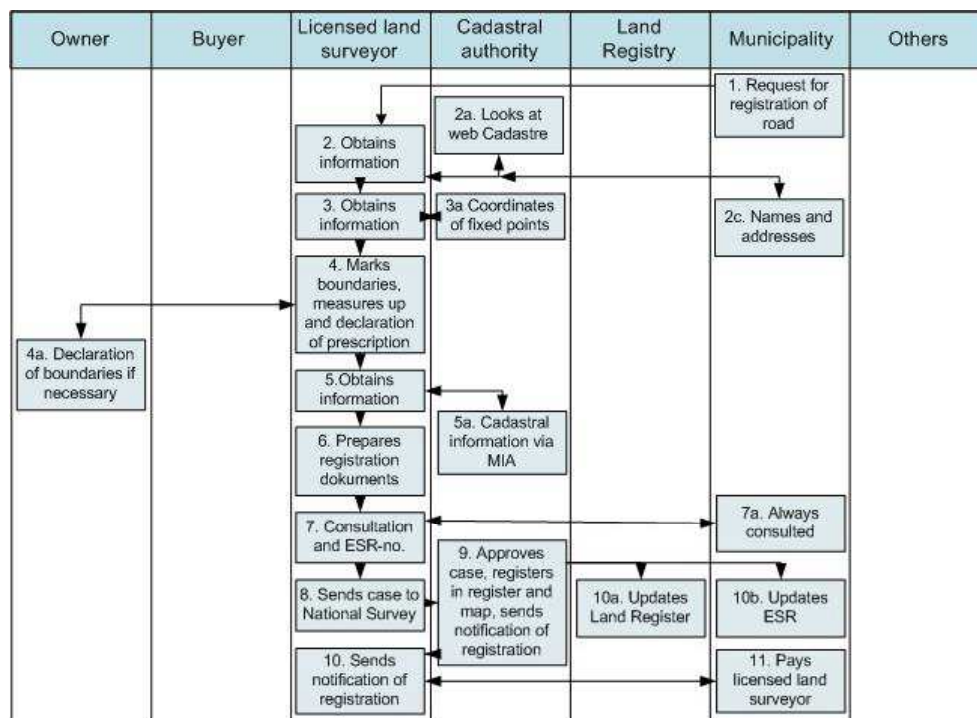 Owner
Buyer
Licensed land
surveyor
Cadastral
authority
Land
Registry
Municipality
Others
1. Request for
registration of
road
2a. Looks at
web Cadastre
2. Obtains
information
3. Obtains
information
3a Coordinates
of fixed points
2c. Names and
addresses
4. Marks
boundaries,
measures up
and declaration
of prescription
4a. Declaration
of boundaries if
necessary
5.Obtains
information
5a. Cadastral
information via
MIA
6. Prepares
registration
dokuments
7. Consultation
and ESR-no.
7a. Always
consulted
8. Sends case to
National Survey
9. Approves
case, registers
in register and
map, sends
notification of
registration
10a. Updates
Land Register
10b. Updates
ESR
10. Sends
notification of
registration
11. Pays
licensed land
surveyor